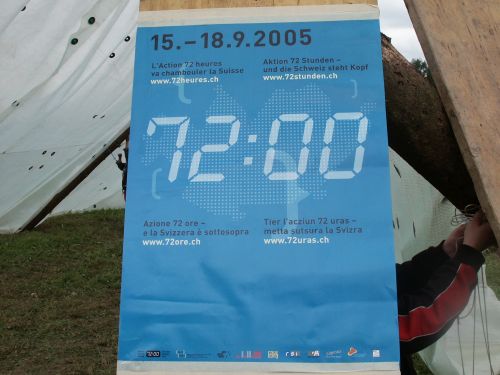 15.–18.9.2005
L'Action 72 heures
va chambouler la Suisse
www.72heures.ch
Aktion 72 Stunden –
und die Schweiz steht Kopf
www.72stunden.ch
72:00
Azione 72 ore –
e la Svizzera è sottosopra
www.72ore.ch
Tier l'acziun 72 uras –
metta sutsura la Svizra
www.72uras.ch
72:00